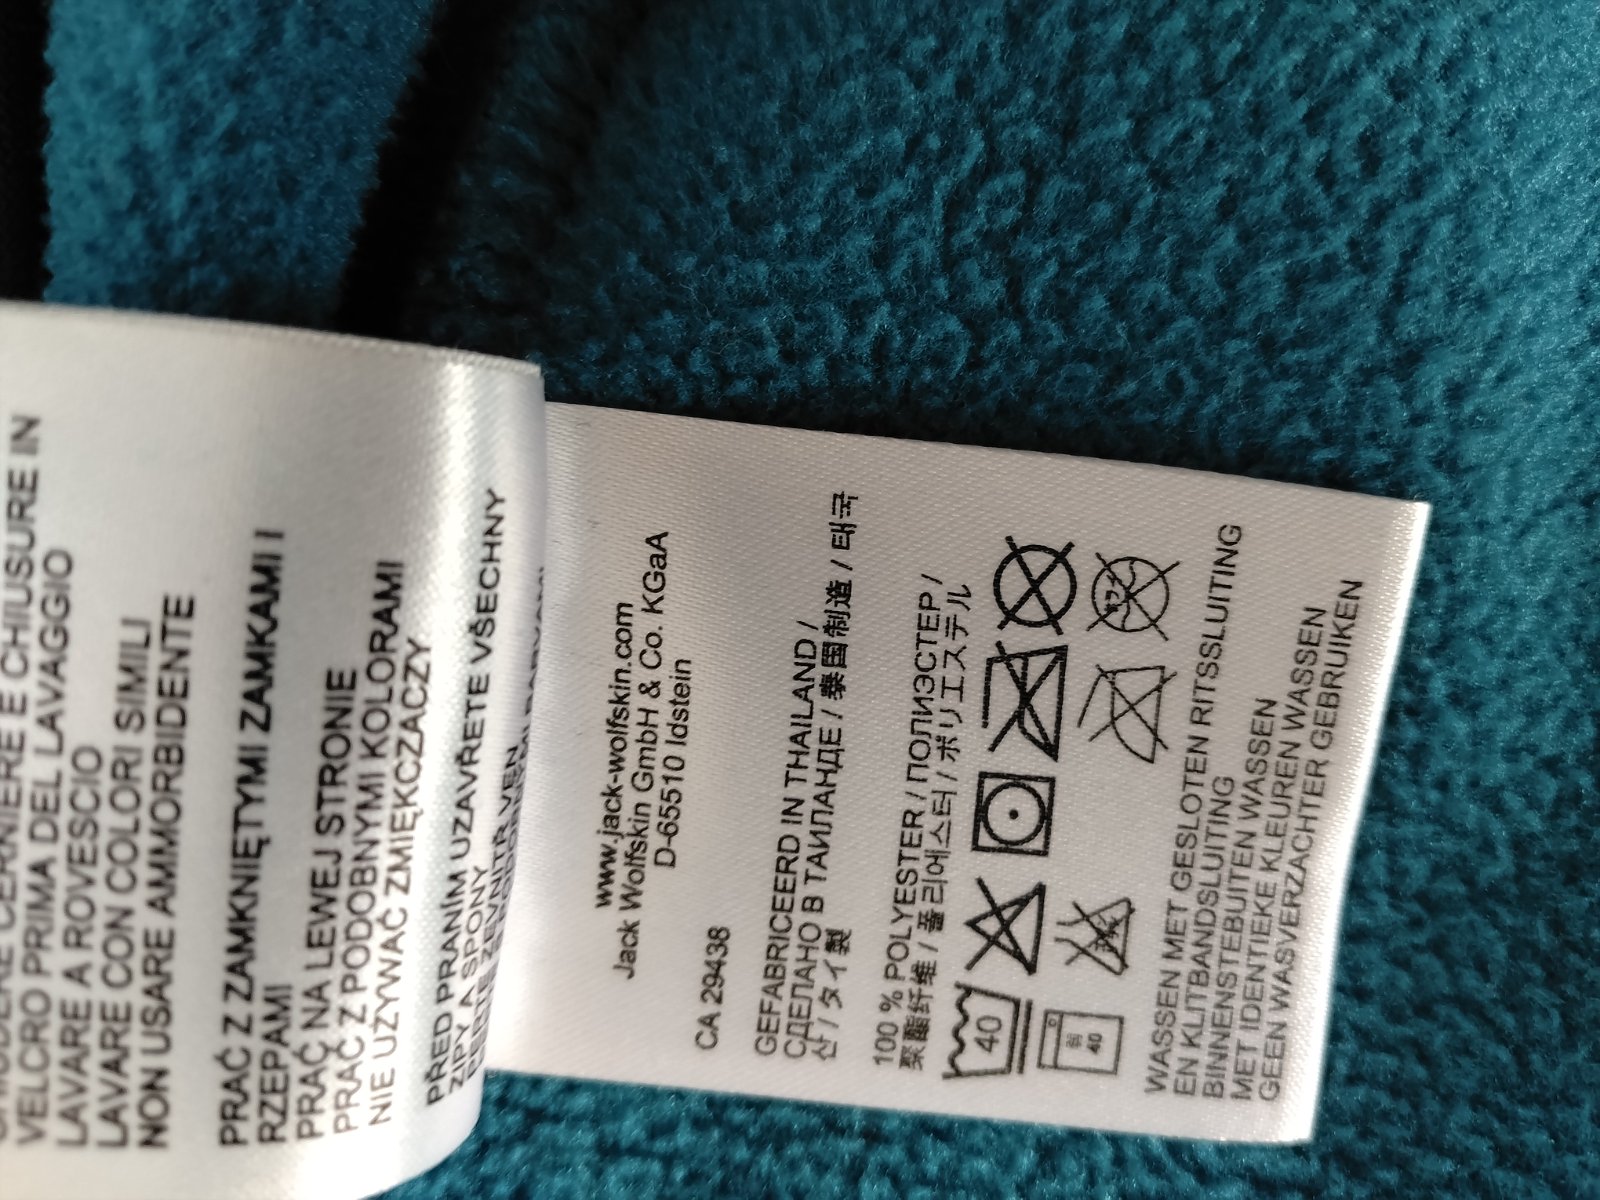 VELCRO PRIMA DEL LAVAGGIO
LAVARE A ROVESCIO
LAVARE CON COLORI SIMILI
NON USARE AMMORBIDENTE
PRAĆ Z ZAMKNIĘTYMI ZAMKAMI I
RZEPAMI
PRAĆ NA LEWEJ STRONIE
PRAĆ Z PODOBNYMI KOLORAMI
NIE UŻYWAĆ ZMIĘKCZACZY
PŘED PRANÍM UZAVŘETE VŠECHNY
ZIPY A SPONY
PERTE ZEVNITŘ VEN
www.jack-wolfskin.com
Jack Wolfskin GmbH & Co. KGaA
D-65510 Idstein
CA 29438
GEFABRICEERD IN THAILAND /
СДЕЛАНО В ТАИЛАНДЕ / 泰国制造 / 태국
산 / タイ製
100 % POLYESTER / ПОЛИЭСТЕР /
聚酯纤维 / 폴리에스터 / ポリエステル
40
弱
40
WASSEN MET GESLOTEN RITSSLUITING
EN KLITBANDSLUITING
BINNENSTEBUITEN WASSEN
MET IDENTIEKE KLEUREN WASSEN
GEEN WASVERZACHTER GEBRUIKEN